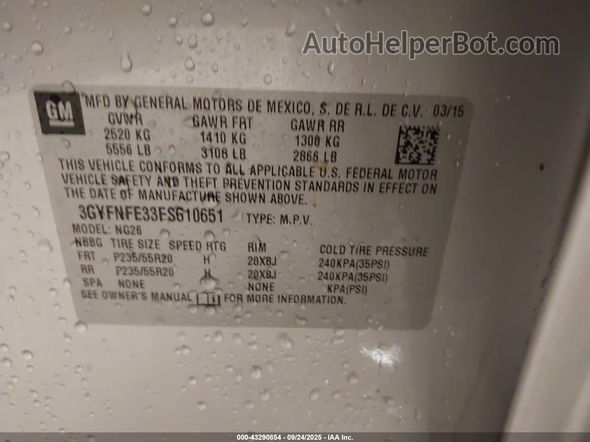 AutoHelperBot.com
GM
MFD BY GENERAL MOTORS DE MEXICO, S. DE R.L. DE C.V. 03/15
GVWR GAWR FRT GAWR RR
2520 KG 1410 KG 1300 KG
5556 LB 3108 LB 2866 LB
THIS VEHICLE CONFORMS TO ALL APPLICABLE U.S. FEDERAL MOTOR
VEHICLE SAFETY AND THEFT PREVENTION STANDARDS IN EFFECT ON
THE DATE OF MANUFACTURE SHOWN ABOVE.
3GYFNFE33FS610651 TYPE: M.P.V.
MODEL: NG26
NBBG TIRE SIZE SPEED RTG RIM COLD TIRE PRESSURE
FRT P235/55R20 H 20X8J 240KPA(35PSI)
RR P235/55R20 H 20X8J 240KPA(35PSI)
SPA NONE NONE KPA(PSI)
SEE OWNER'S MANUAL FOR MORE INFORMATION.
000-43290854 - 09/24/2025 - IAA Inc.